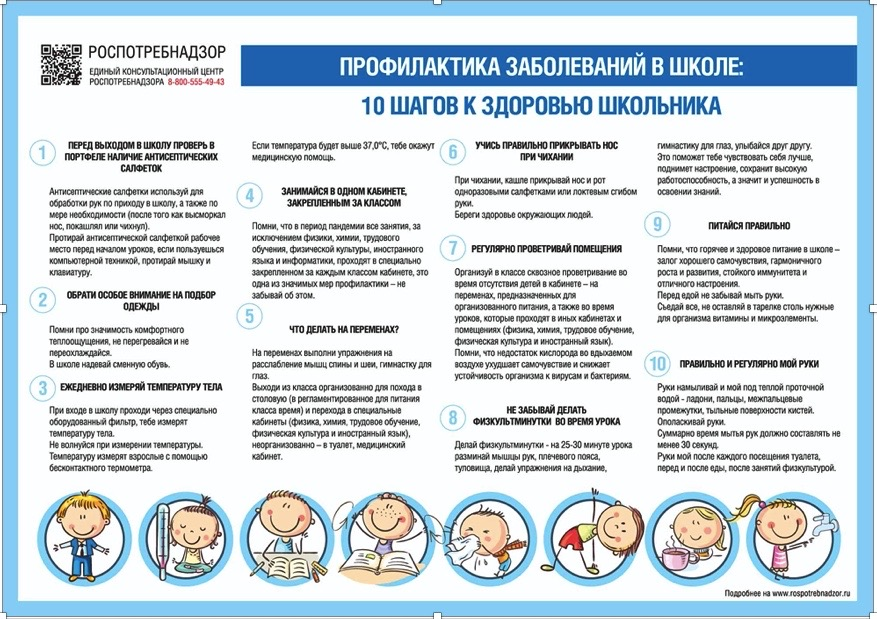 РОСПОТРЕБНАДЗОР
ЕДИНЫЙ КОНСУЛЬТАЦИОННЫЙ ЦЕНТР
РОСПОТРЕБНАДЗОРА 8-800-555-49-43
ПРОФИЛАКТИКА ЗАБОЛЕВАНИЙ В ШКОЛЕ:
10 ШАГОВ К ЗДОРОВЬЮ ШКОЛЬНИКА
1
ПЕРЕД ВЫХОДОМ В ШКОЛУ ПРОВЕРЬ В
ПОРТФЕЛЕ НАЛИЧИЕ АНТИСЕПТИЧЕСКИХ
САЛФЕТОК
Антисептические салфетки используй для
обработки рук по приходу в школу, а также по
мере необходимости (после того как высморкал
нос, покашлял или чихнул).
Протирай антисептической салфеткой рабочее
место перед началом уроков, если пользуешься
компьютерной техникой, протирай мышку и
клавиатуру.
2
ОБРАТИ ОСОБОЕ ВНИМАНИЕ НА ПОДБОР
ОДЕЖДЫ
Помни про значимость комфортного
теплоощущения, не перегревайся и не
переохлаждайся.
В школе надевай сменную обувь.
3
ЕЖЕДНЕВНО ИЗМЕРЯЙ ТЕМПЕРАТУРУ ТЕЛА
При входе в школу проходи через специально
оборудованный фильтр, тебе измерят
температуру тела.
Не волнуйся при измерении температуры.
Температуру измерят взрослые с помощью
бесконтактного термометра.
Если температура будет выше 37,0°С, тебе окажут
медицинскую помощь.
4
ЗАНИМАЙСЯ В ОДНОМ КАБИНЕТЕ,
ЗАКРЕПЛЕННЫМ ЗА КЛАССОМ
Помни, что в период пандемии все занятия, за
исключением физики, химии, трудового
обучения, физической культуры, иностранного
языка и информатики, проходят в специально
закрепленном за каждым классом кабинете, это
одна из значимых мер профилактики – не
забывай об этом.
5
ЧТО ДЕЛАТЬ НА ПЕРЕМЕНАХ?
На переменах выполни упражнения на
расслабление мышц спины и шеи, гимнастку для
глаз.
Выходи из класса организованно для похода в
столовую (в регламентированное для питания
класса время) и перехода в специальные
кабинеты (физика, химия, трудовое обучение,
физическая культура и иностранный язык),
неорганизованно – в туалет, медицинский
кабинет.
6
УЧИСЬ ПРАВИЛЬНО ПРИКРЫВАТЬ НОС
ПРИ ЧИХАНИИ
При чихании, кашле прикрывай нос и рот
одноразовыми салфетками или локтевым сгибом
руки.
Береги здоровье окружающих людей.
7
РЕГУЛЯРНО ПРОВЕТРИВАЙ ПОМЕЩЕНИЯ
Организуй в классе сквозное проветривание во
время отсутствия детей в кабинете – на
переменах, предназначенных для
организованного питания, а также во время
уроков, которые проходят в иных кабинетах и
помещениях (физика, химия, трудовое обучение,
физическая культура и иностранный язык).
Помни, что недостаток кислорода во вдыхаемом
воздухе ухудшает самочувствие и снижает
устойчивость организма к вирусам и бактериям.
8
НЕ ЗАБЫВАЙ ДЕЛАТЬ
ФИЗКУЛЬТМИНУТКИ ВО ВРЕМЯ УРОКА
Делай физкультминутки - на 25-30 минуте урока
разминай мышцы рук, плечевого пояса,
туловища, делай упражнения на дыхание,
гимнастику для глаз, улыбайся друг другу.
Это поможет тебе чувствовать себя лучше,
поднимет настроение, сохранит высокую
работоспособность, а значит и успешность в
освоении знаний.
9
ПИТАЙСЯ ПРАВИЛЬНО
Помни, что горячее и здоровое питание в школе –
залог хорошего самочувствия, гармоничного
роста и развития, стойкого иммунитета и
отличного настроения.
Перед едой не забывай мыть руки.
Съедай все, не оставляй в тарелке столь нужные
для организма витамины и микроэлементы.
10
ПРАВИЛЬНО И РЕГУЛЯРНО МОЙ РУКИ
Руки намыливай и мой под теплой проточной
водой - ладони, пальцы, межпальцевые
промежутки, тыльные поверхности кистей.
Ополаскивай руки.
Суммарно время мытья рук должно составлять не
менее 30 секунд.
Руки мой после каждого посещения туалета,
перед и после еды, после занятий физкультурой.
Подробнее на www.rospotrebnadzor.ru